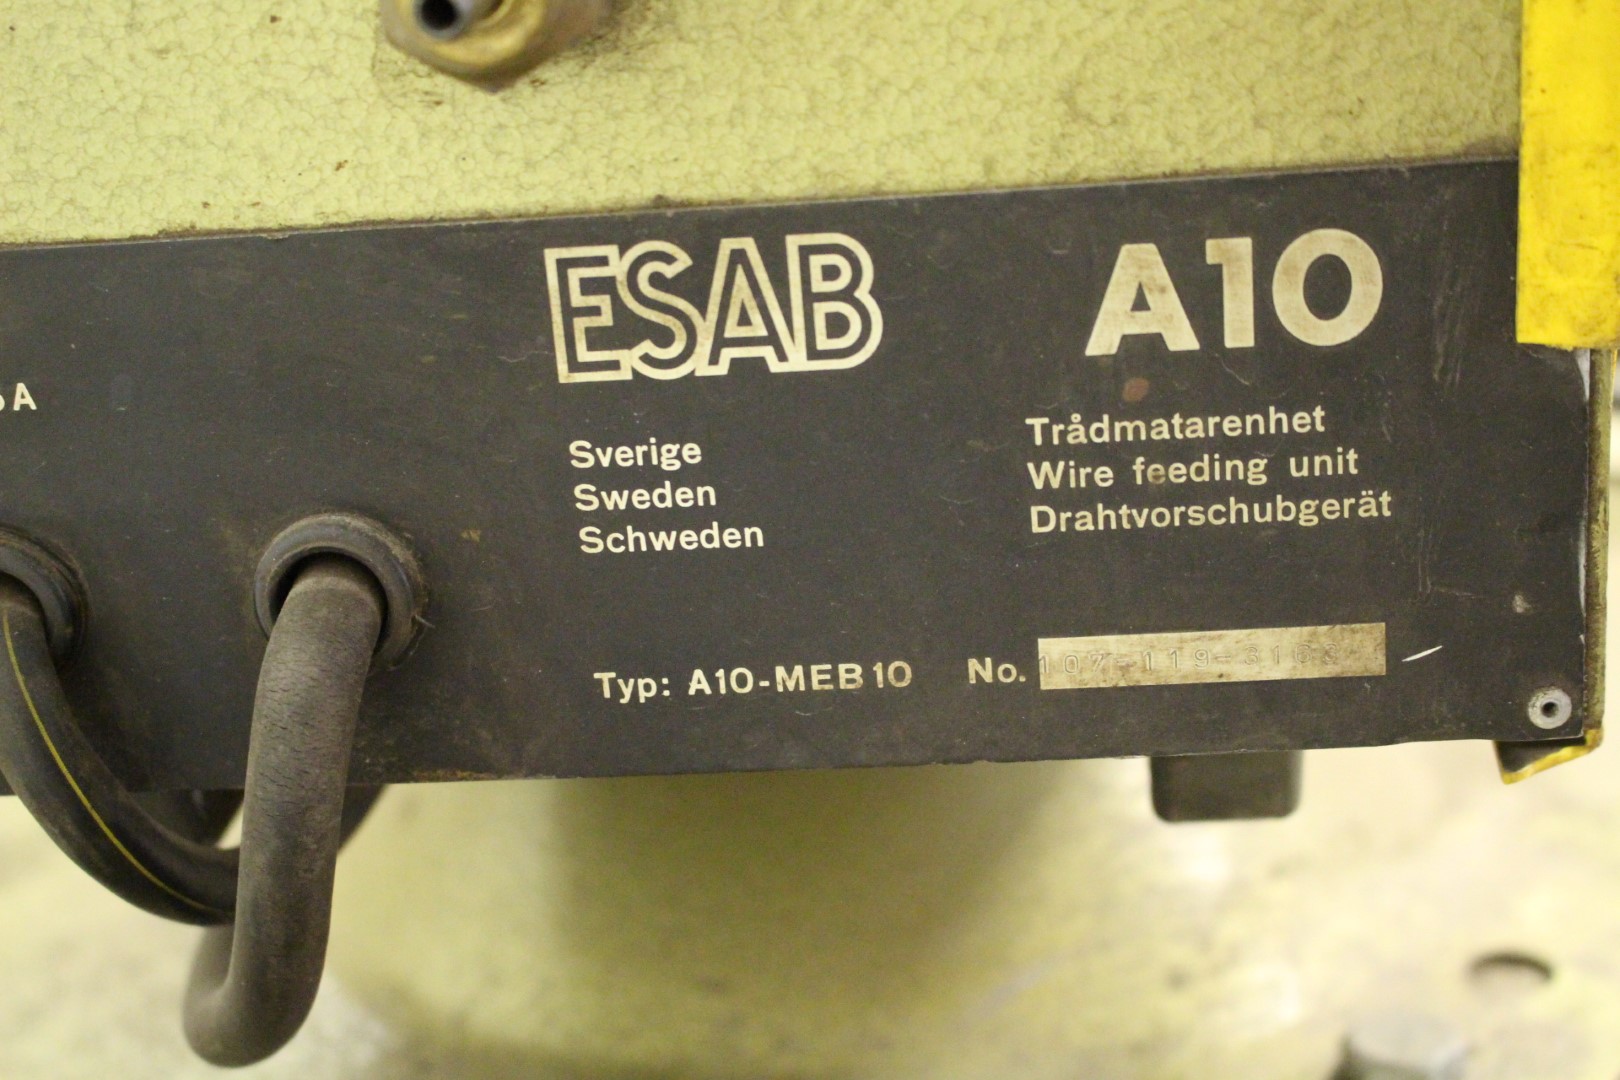 ESAB
A10
Sverige
Sweden
Schweden
Trådmatarenhet
Wire feeding unit
Drahtvorschubgerät
Typ: A10-MEB10 No.